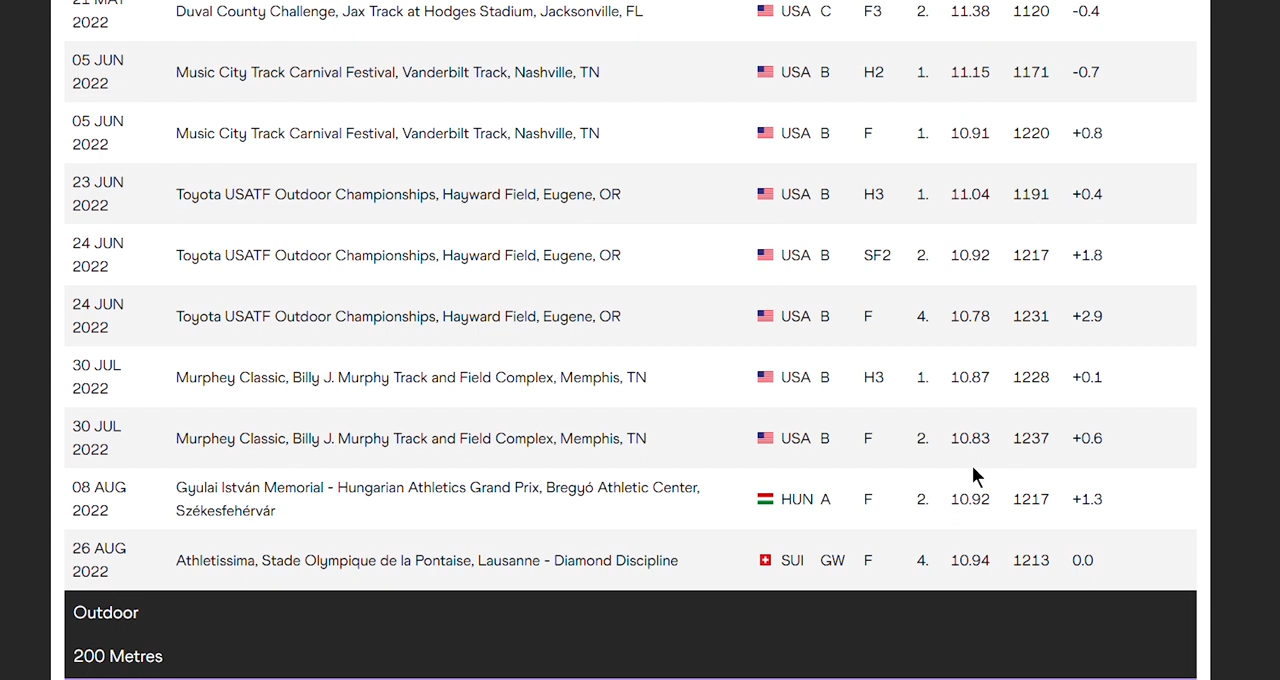 21 MAY
Duval County Challenge, Jax Track at Hodges Stadium, Jacksonville, FL USA C F3 2. 11.38 1120 -0.4
2022
05 JUN
Music City Track Carnival Festival, Vanderbilt Track, Nashville, TN USA B H2 1. 11.15 1171 -0.7
2022
05 JUN
Music City Track Carnival Festival, Vanderbilt Track, Nashville, TN USA B F 1. 10.91 1220 +0.8
2022
23 JUN
Toyota USATF Outdoor Championships, Hayward Field, Eugene, OR USA B H3 1. 11.04 1191 +0.4
2022
24 JUN
Toyota USATF Outdoor Championships, Hayward Field, Eugene, OR USA B SF2 2. 10.92 1217 +1.8
2022
24 JUN
Toyota USATF Outdoor Championships, Hayward Field, Eugene, OR USA B F 4. 10.78 1231 +2.9
2022
30 JUL
Murphey Classic, Billy J. Murphy Track and Field Complex, Memphis, TN USA B H3 1. 10.87 1228 +0.1
2022
30 JUL
Murphey Classic, Billy J. Murphy Track and Field Complex, Memphis, TN USA B F 2. 10.83 1237 +0.6
2022
08 AUG Gyulai István Memorial - Hungarian Athletics Grand Prix, Bregyó Athletic Center,
HUN A F 2. 10.92 1217 +1.3
2022 Székesfehérvár
26 AUG
Athletissima, Stade Olympique de la Pontaise, Lausanne - Diamond Discipline SUI GW F 4. 10.94 1213 0.0
2022
Outdoor
200 Metres